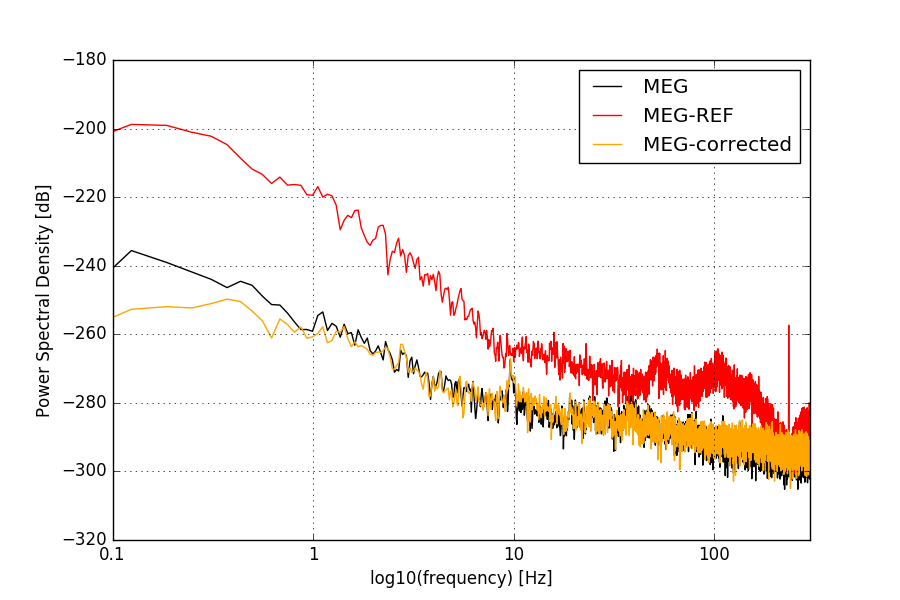 −180
−200
−220
−240
−260
−280
−300
−320
Power Spectral Density [dB]
MEG
MEG-REF
MEG-corrected
0.1
1
10
100
log10(frequency) [Hz]